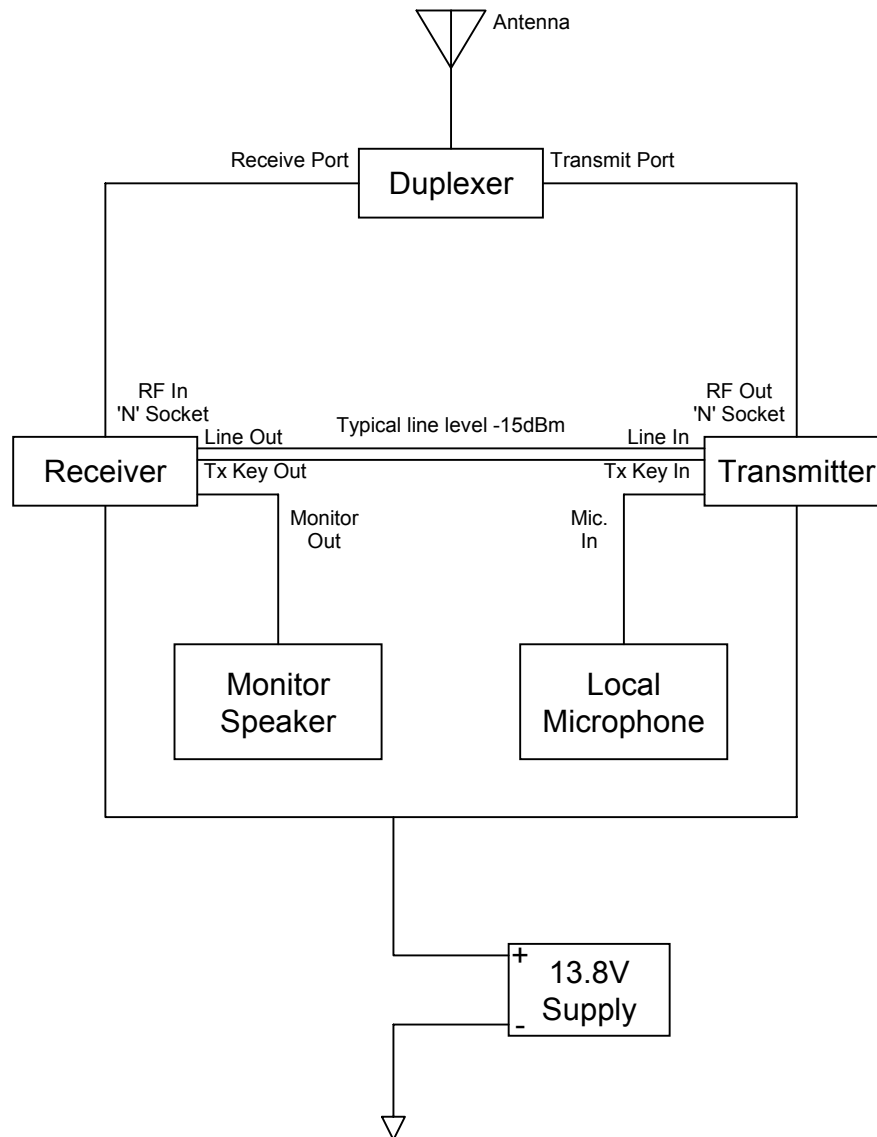 Antenna
Receive Port
Transmit Port
Duplexer
RF In
'N' Socket
RF Out
'N' Socket
Line Out
Typical line level -15dBm
Line In
Receiver
Tx Key Out
Tx Key In
Transmitter
Monitor
Out
Mic.
In
Monitor
Speaker
Local
Microphone
+
13.8V
Supply
-